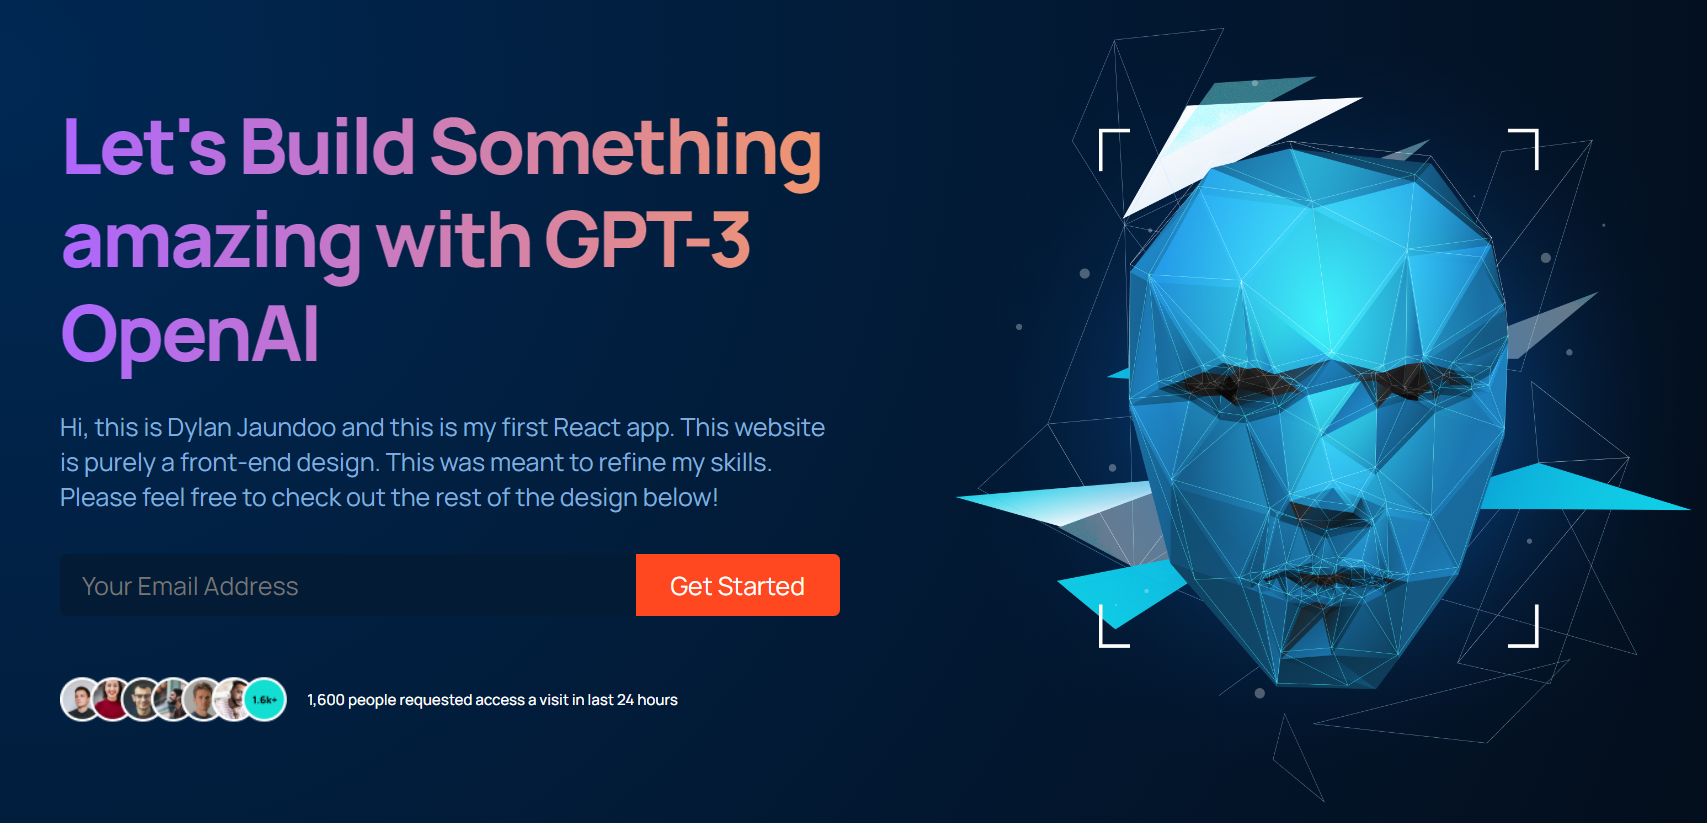 Let's Build Something
amazing with GPT-3
OpenAI
Hi, this is Dylan Jaundoo and this is my first React app. This website
is purely a front-end design. This was meant to refine my skills.
Please feel free to check out the rest of the design below!
Your Email Address
Get Started
1.6k+
1,600 people requested access a visit in last 24 hours